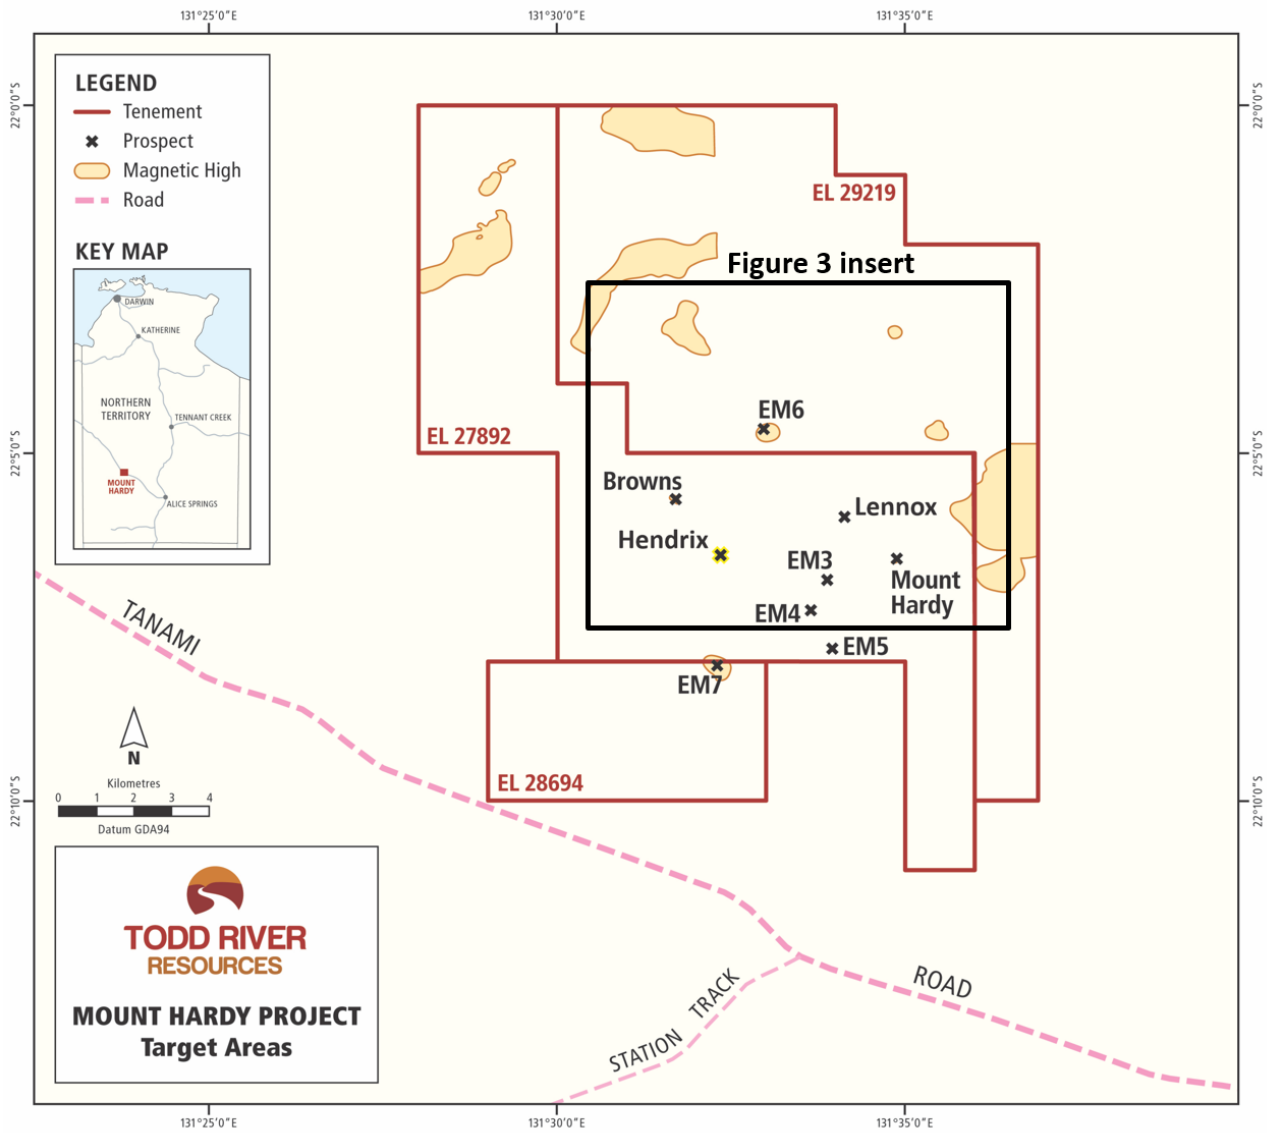 131°25'0"E
131°30'0"E
131°35'0"E
22°0'0"S
22°0'0"S
LEGEND
Tenement
Prospect
Magnetic High
Road
EL 29219
KEY MAP
Figure 3 insert
DARWIN
KATHERINE
NORTHERN
TERRITORY
TENNANT CREEK
MOUNT
HARDY
ALICE SPRINGS
EM6
EL 27892
22°5'0"S
22°5'0"S
Browns
Lennox
Hendrix
EM3
Mount
Hardy
EM4
EM5
EM7
TANAMI
N
EL 28694
Kilometres
0 1 2 3 4
Datum GDA94
22°10'0"S
22°10'0"S
TODD RIVER
RESOURCES
MOUNT HARDY PROJECT
Target Areas
STATION TRACK
ROAD
131°25'0"E
131°30'0"E
131°35'0"E